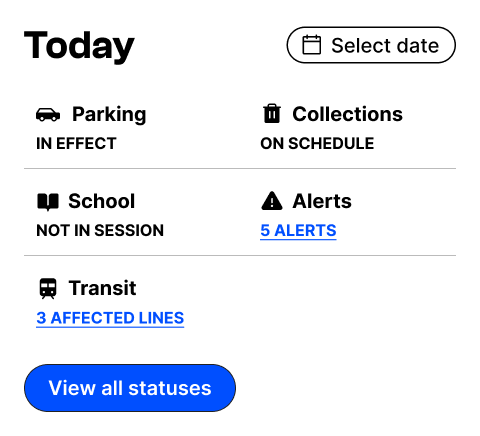 Today
Select date
Parking
IN EFFECT
Collections
ON SCHEDULE
School
NOT IN SESSION
Alerts
5 ALERTS
Transit
3 AFFECTED LINES
View all statuses